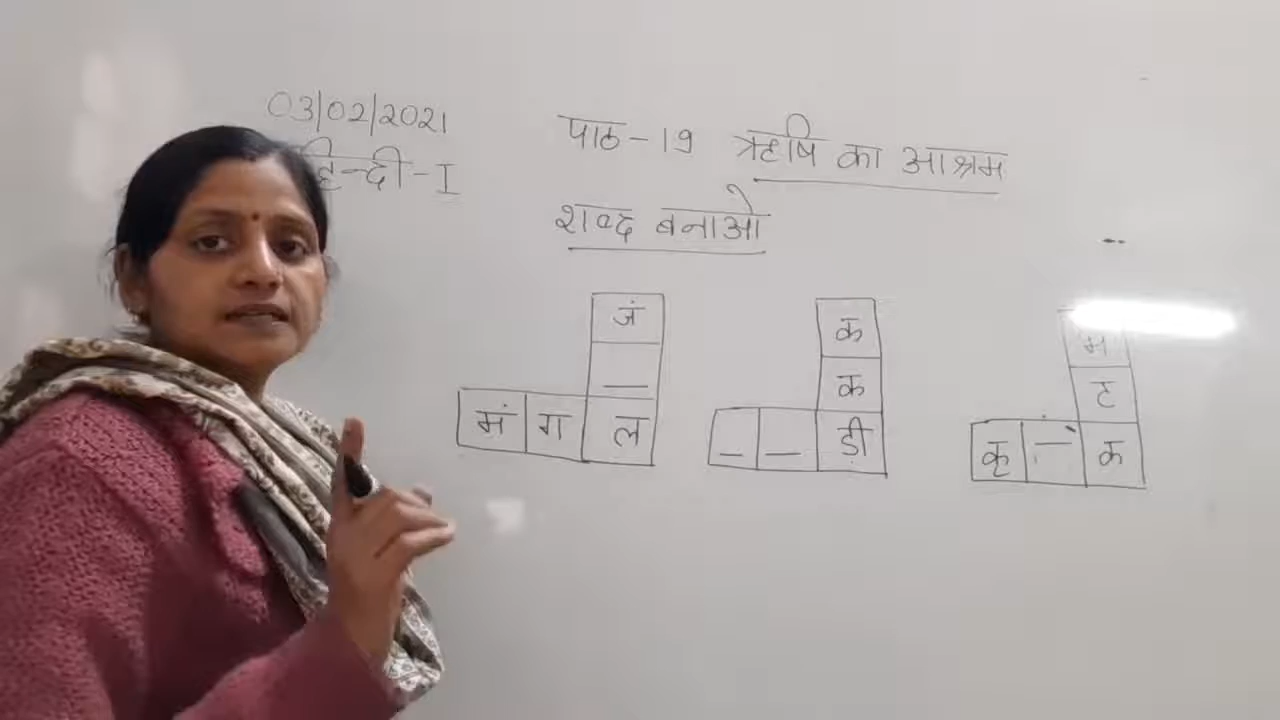 03/02/2021
हिन्दी-I
पाठ-19 ऋषि का आश्रम
शब्द बनाओ
जं
_
मं ग ल
क
क
_ _ डी
म
ट
कृ _ क